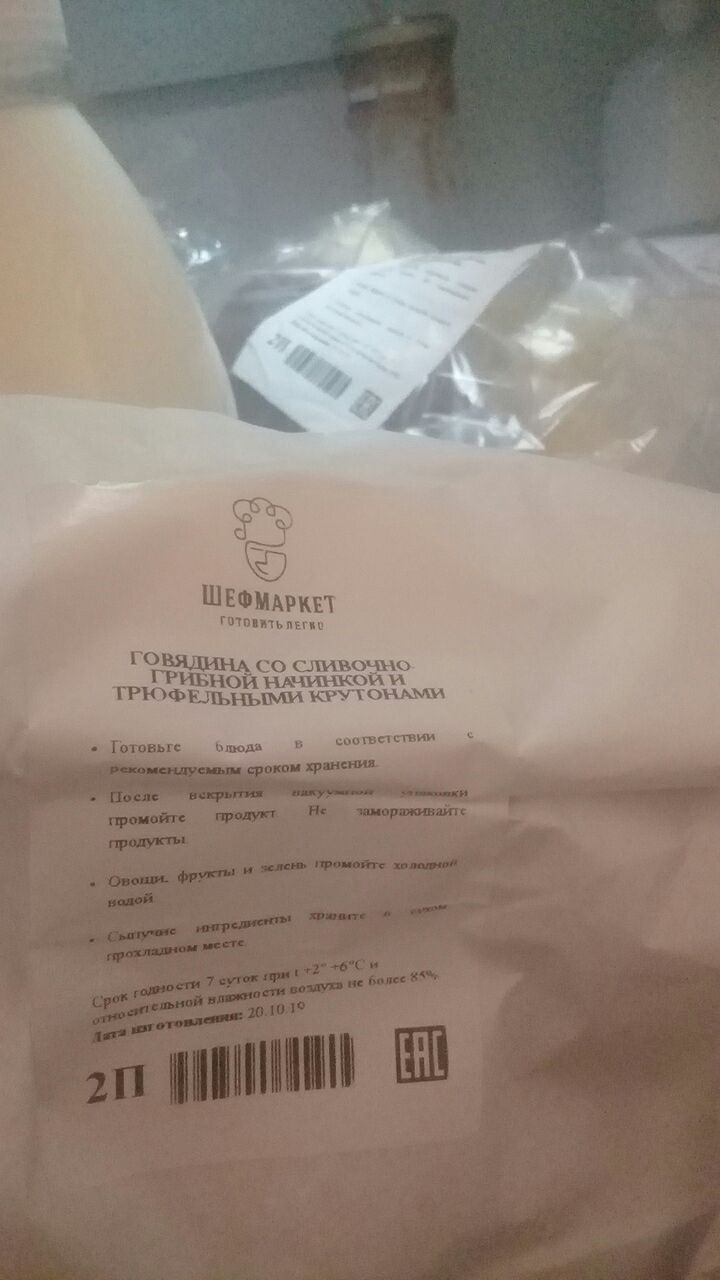 2П
ШЕФМАРКЕТ
ГОТОВИТЬ ЛЕГКО
ГОВЯДИНА СО СЛИВОЧНО-
ГРИБНОЙ НАЧИНКОЙ И
ТРЮФЕЛЬНЫМИ КРУТОНАМИ
• Готовьте блюда в соответствии с
рекомендуемым сроком хранения.
• После вскрытия вакуумной упаковки
промойте продукт. Не замораживайте
продукты.
• Овощи, фрукты и зелень промойте холодной
водой.
• Сыпучие ингредиенты храните в сухом
прохладном месте.
Срок годности 7 суток при t +2° +6°C и
относительной влажности воздуха не более 85%.
Дата изготовления: 20.10.19
2П
EAC